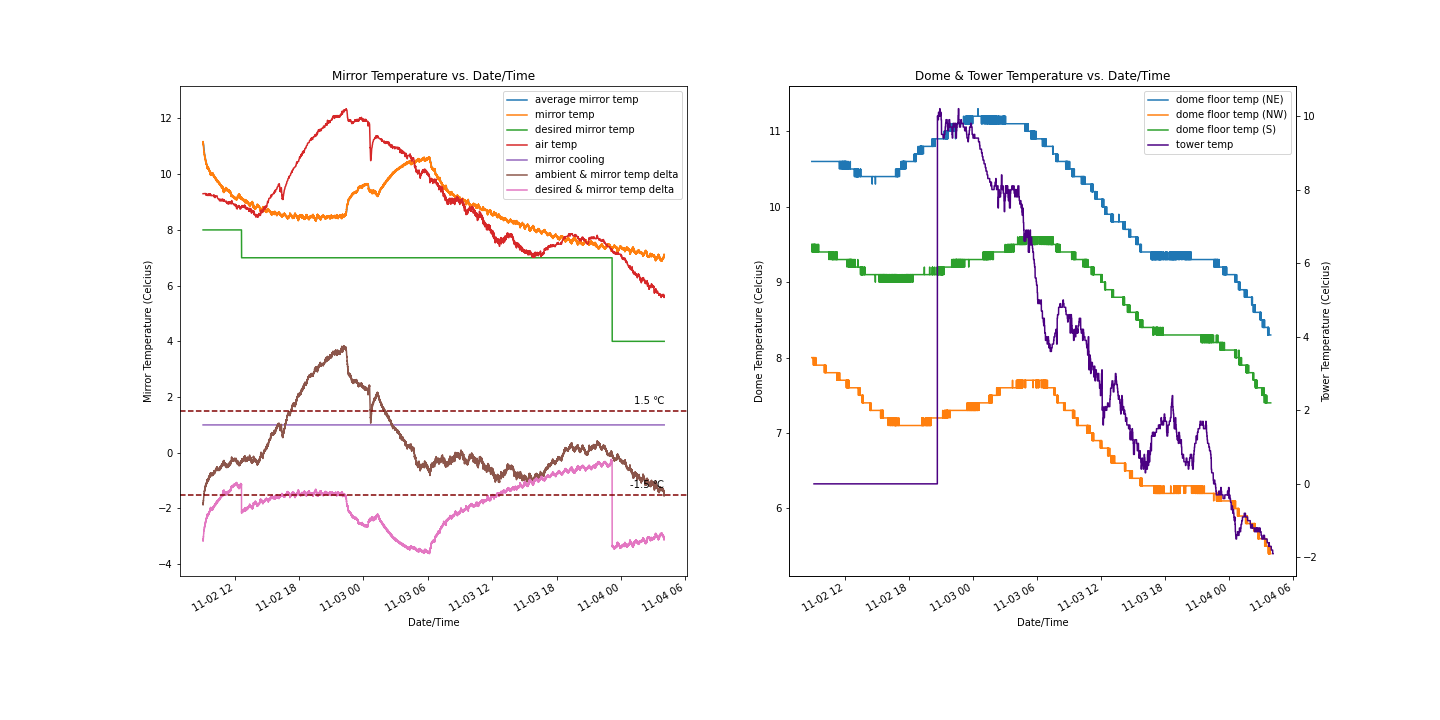 Mirror Temperature vs. Date/Time
Mirror Temperature (Celcius)
12
10
8
6
4
2
0
−2
−4
average mirror temp
mirror temp
desired mirror temp
air temp
mirror cooling
ambient & mirror temp delta
desired & mirror temp delta
1.5 °C
-1.5 °C
11-02 12
11-02 18
11-03 00
11-03 06
11-03 12
11-03 18
11-04 00
11-04 06
Date/Time
Dome & Tower Temperature vs. Date/Time
Dome Temperature (Celcius)
11
10
9
8
7
6
dome floor temp (NE)
dome floor temp (NW)
dome floor temp (S)
tower temp
10
8
6
4
2
0
−2
Tower Temperature (Celcius)
11-02 12
11-02 18
11-03 00
11-03 06
11-03 12
11-03 18
11-04 00
11-04 06
Date/Time